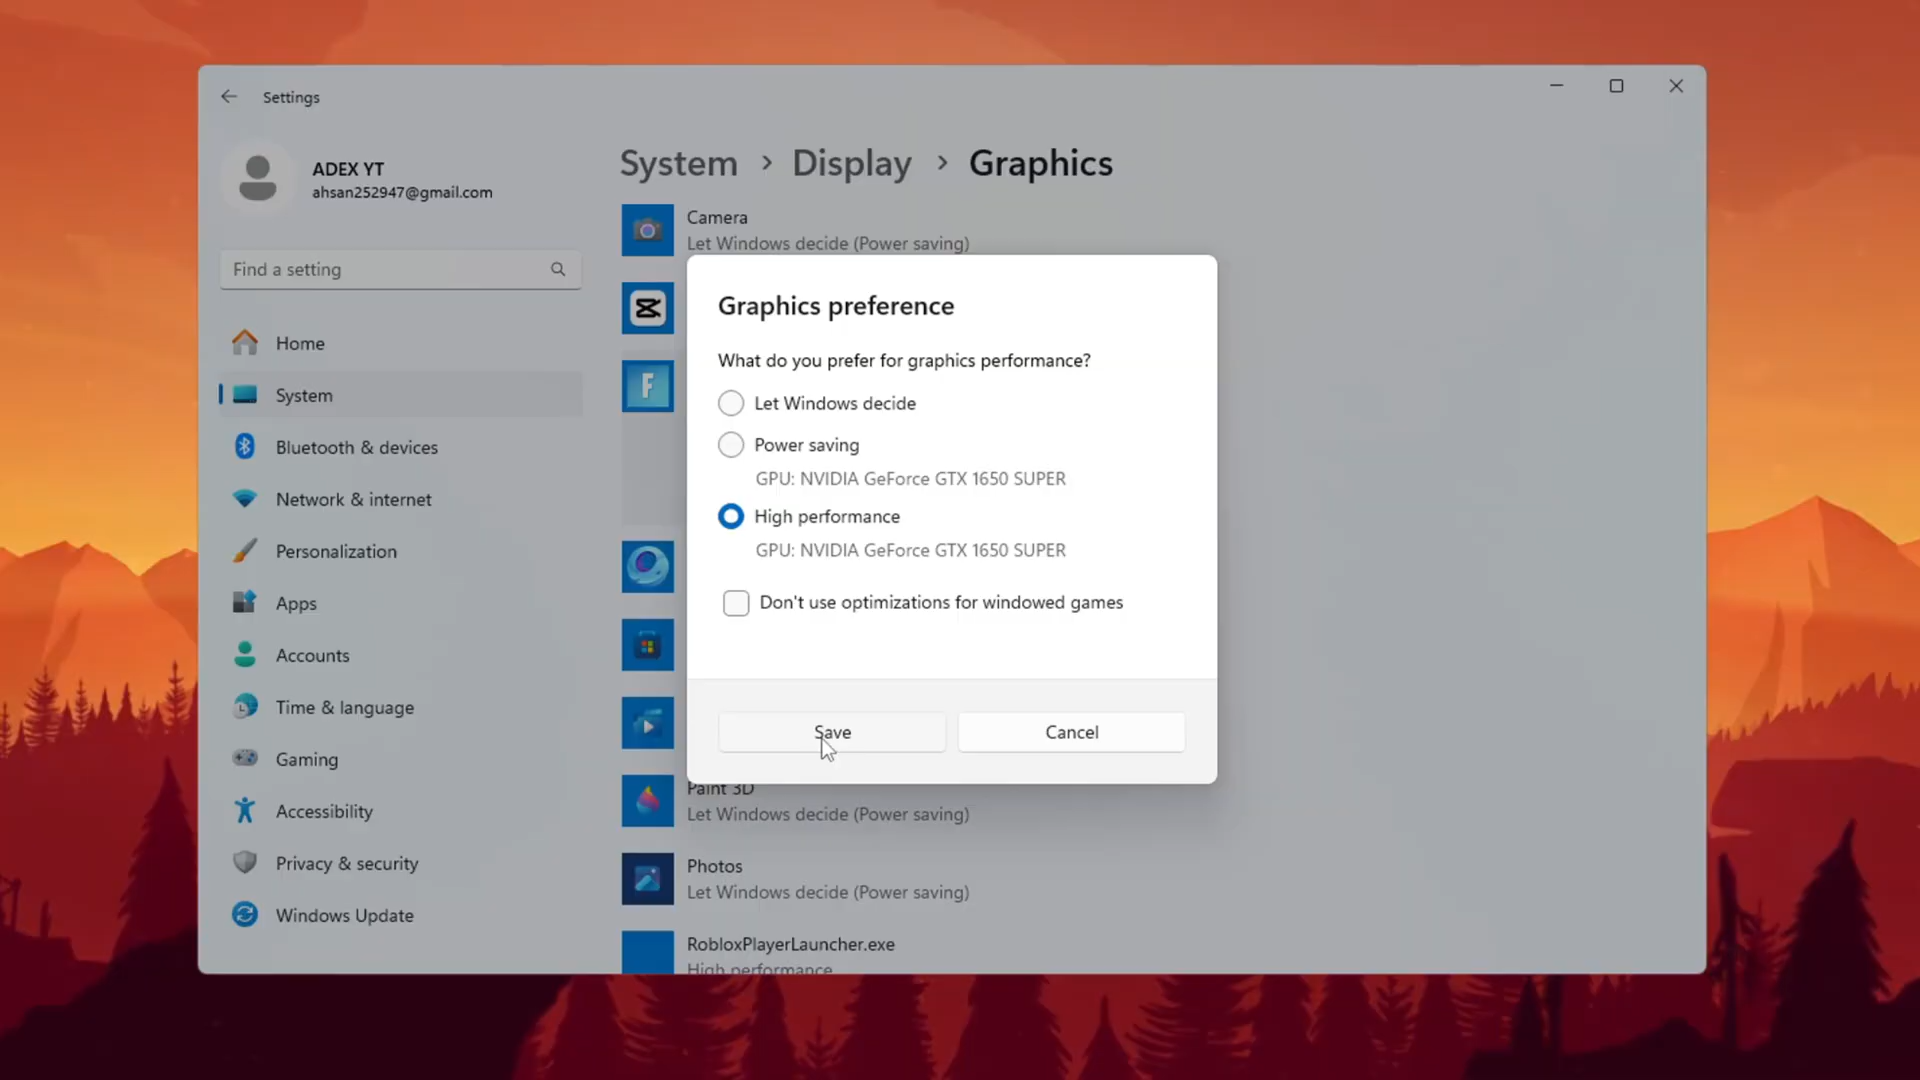 Settings
ADEX YT
ahsan252947@gmail.com
Find a setting
Home
System
Bluetooth & devices
Network & internet
Personalization
Apps
Accounts
Time & language
Gaming
Accessibility
Privacy & security
Windows Update
System > Display > Graphics
Camera
Let Windows decide (Power saving)
F
Graphics preference
What do you prefer for graphics performance?
Let Windows decide
Power saving
GPU: NVIDIA GeForce GTX 1650 SUPER
High performance
GPU: NVIDIA GeForce GTX 1650 SUPER
Don't use optimizations for windowed games
Save
Cancel
Paint 3D
Let Windows decide (Power saving)
Photos
Let Windows decide (Power saving)
RobloxPlayerLauncher.exe
High performance